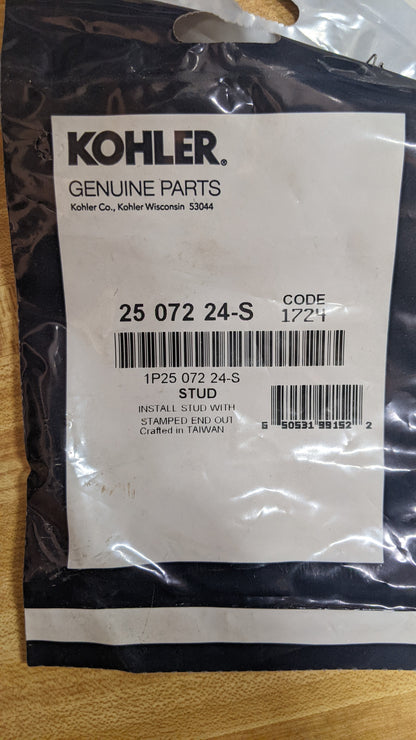 KOHLER®
GENUINE PARTS
Kohler Co., Kohler Wisconsin 53044
25 072 24-S
CODE
1724
1P25 072 24-S
STUD
INSTALL STUD WITH
STAMPED END OUT
Crafted in TAIWAN
6 50531 99152 2